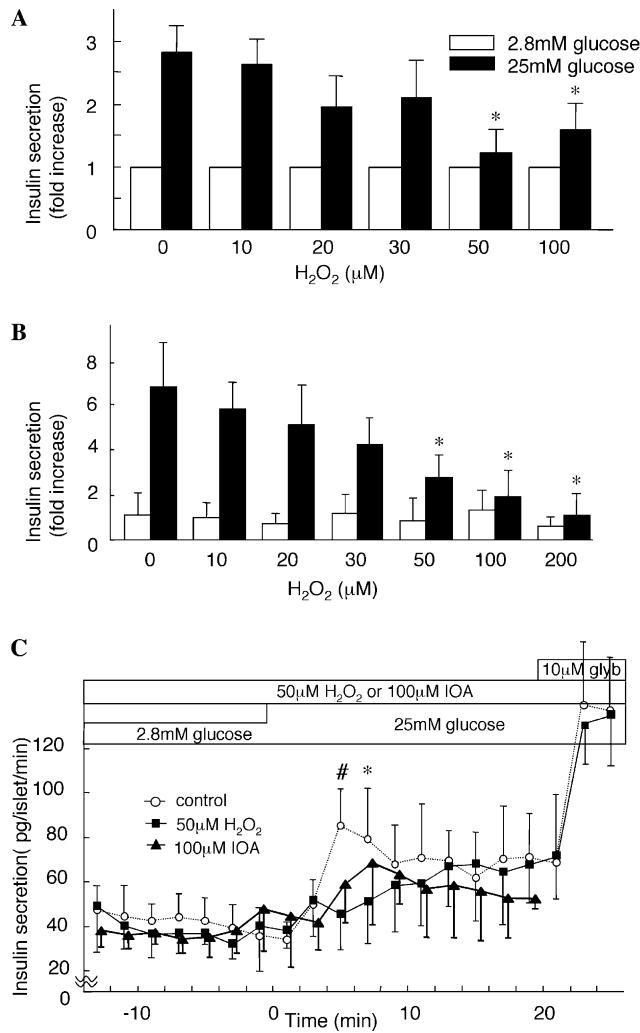 A
3
2
1
0
Insulin secretion
(fold increase)
2.8mM glucose
25mM glucose
* *
0 10 20 30 50 100
H₂O₂ (μM)
B
8
6
4
2
0
Insulin secretion
(fold increase)
* * *
0 10 20 30 50 100 200
H₂O₂ (μM)
C
10μM glyb
50μM H₂O₂ or 100μM IOA
2.8mM glucose
25mM glucose
120
100
80
60
40
20
0
Insulin secretion( pg/islet/min)
control
50μM H₂O₂
100μM IOA
# *
-10 0 10 20
Time (min)